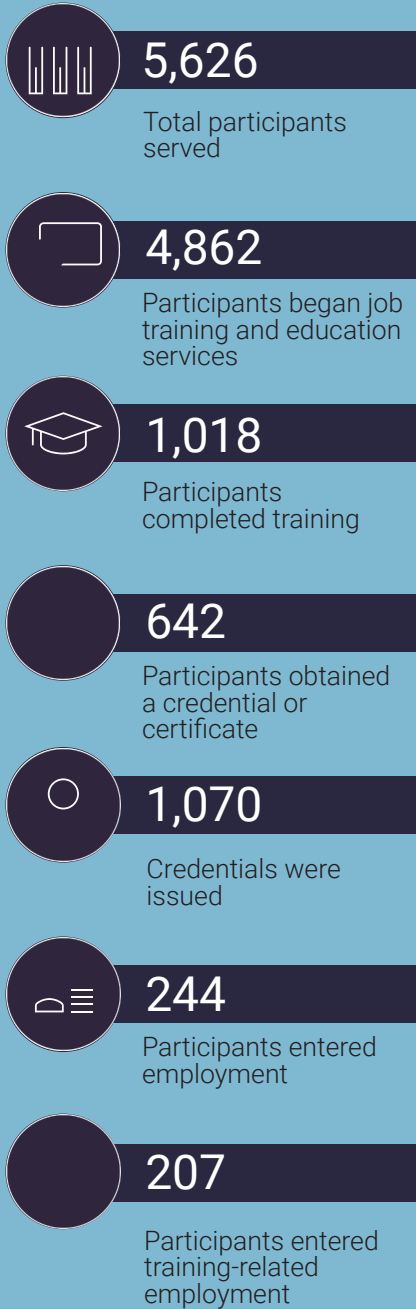 5,626
Total participants
served
4,862
Participants began job
training and education
services
1,018
Participants
completed training
642
Participants obtained
a credential or
certificate
1,070
Credentials were
issued
244
Participants entered
employment
207
Participants entered
training-related
employment